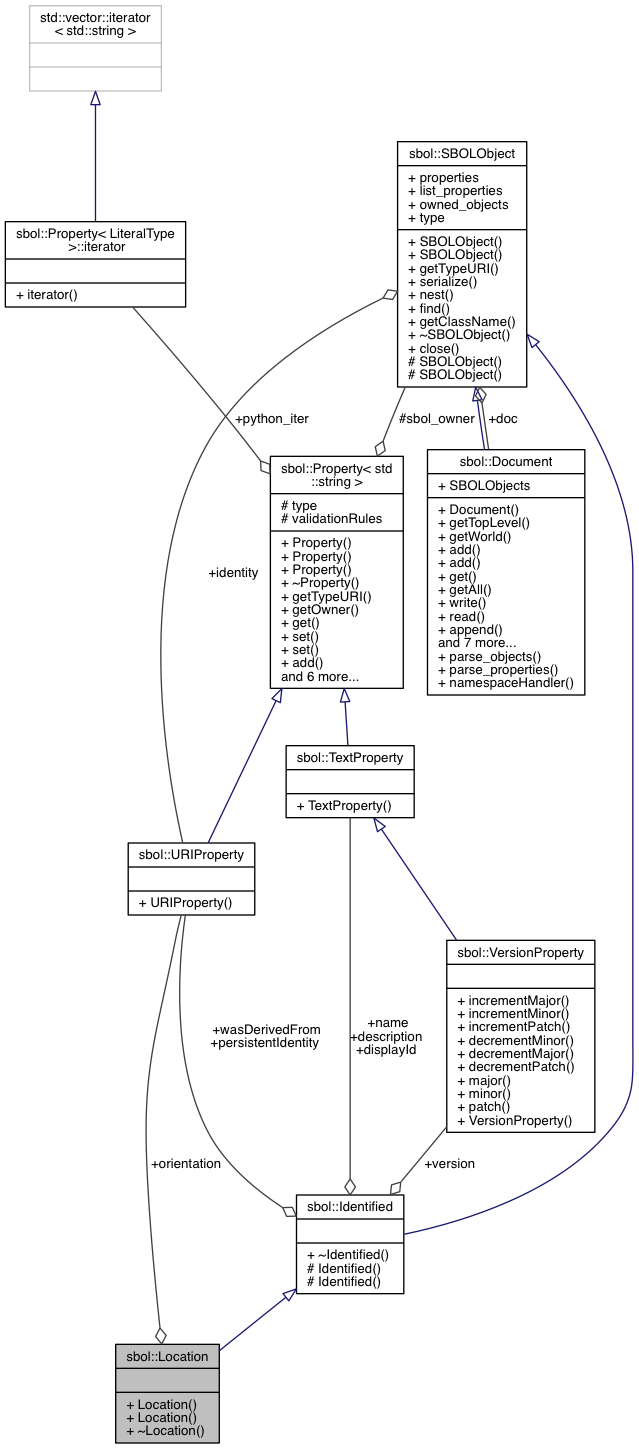 std::vector::iterator
< std::string >
sbol::SBOLObject
+ properties
+ list_properties
+ owned_objects
+ type
+ SBOLObject()
+ SBOLObject()
+ getTypeURI()
+ serialize()
+ nest()
+ find()
+ getClassName()
+ ~SBOLObject()
+ close()
# SBOLObject()
# SBOLObject()
sbol::Property< LiteralType
>::iterator
+ iterator()
+python_iter
#sbol_owner
+doc
sbol::Property< std
::string >
# type
# validationRules
+ Property()
+ Property()
+ Property()
+ ~Property()
+ getTypeURI()
+ getOwner()
+ get()
+ set()
+ set()
+ add()
and 6 more...
sbol::Document
+ SBOLObjects
+ Document()
+ getTopLevel()
+ getWorld()
+ add()
+ add()
+ get()
+ getAll()
+ write()
+ read()
+ append()
and 7 more...
+ parse_objects()
+ parse_properties()
+ namespaceHandler()
+identity
sbol::TextProperty
+ TextProperty()
sbol::URIProperty
+ URIProperty()
sbol::VersionProperty
+ incrementMajor()
+ incrementMinor()
+ incrementPatch()
+ decrementMinor()
+ decrementMajor()
+ decrementPatch()
+ major()
+ minor()
+ patch()
+ VersionProperty()
+wasDerivedFrom
+persistentIdentity
+name
+description
+displayId
+orientation
+version
sbol::Identified
+ ~Identified()
# Identified()
# Identified()
sbol::Location
+ Location()
+ Location()
+ ~Location()